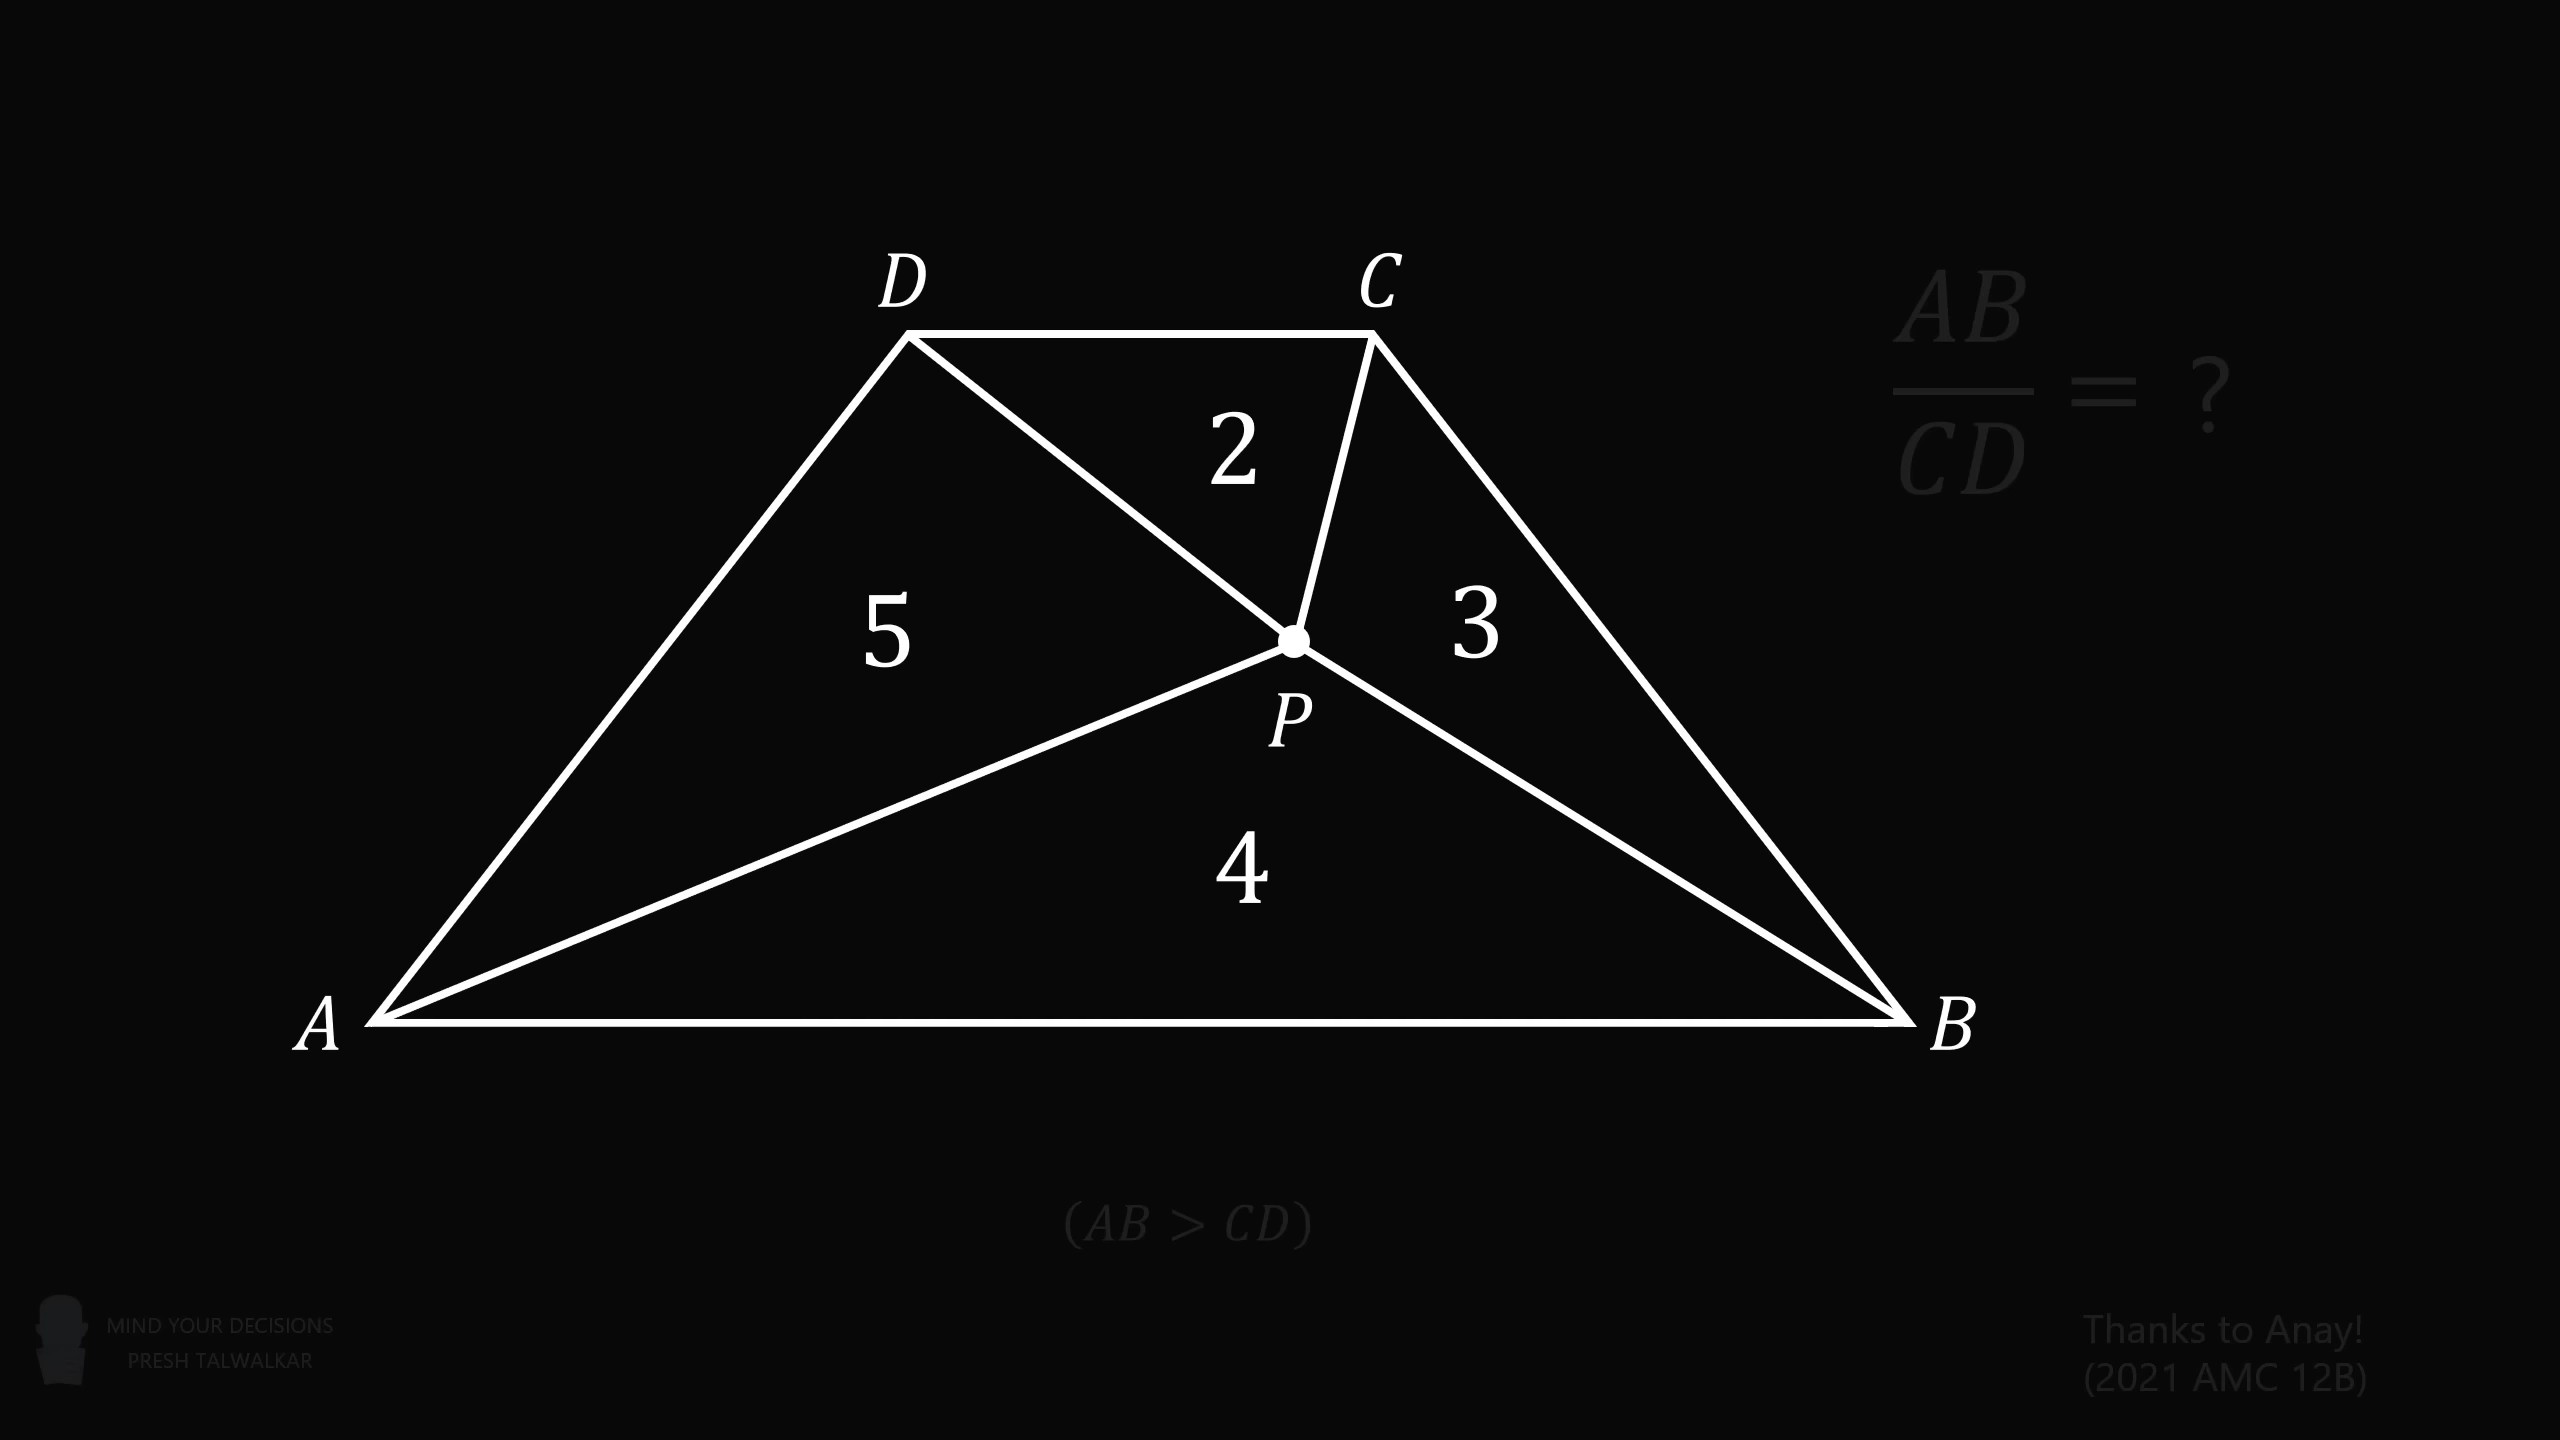 D C
AB
CD
= ?
2
5
3
P
4
A B
(AB > CD)
MIND YOUR DECISIONS
PRESH TALWALKAR
Thanks to Anay!
(2021 AMC 12B)